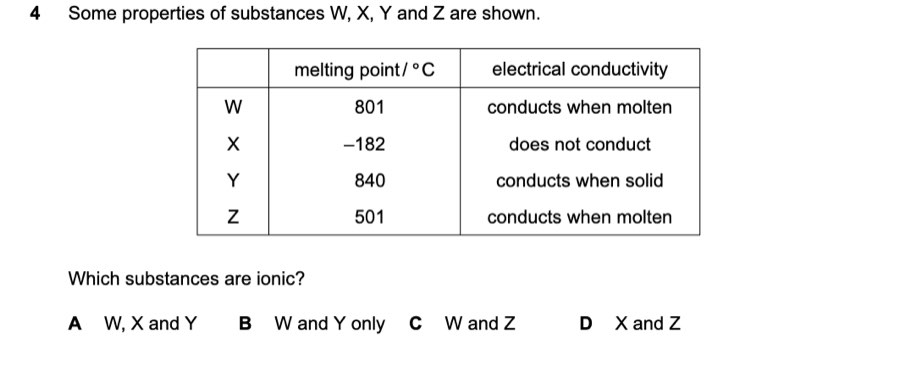 4 Some properties of substances W, X, Y and Z are shown.
melting point / °C electrical conductivity
W 801 conducts when molten
X –182 does not conduct
Y 840 conducts when solid
Z 501 conducts when molten
Which substances are ionic?
A W, X and Y B W and Y only C W and Z D X and Z